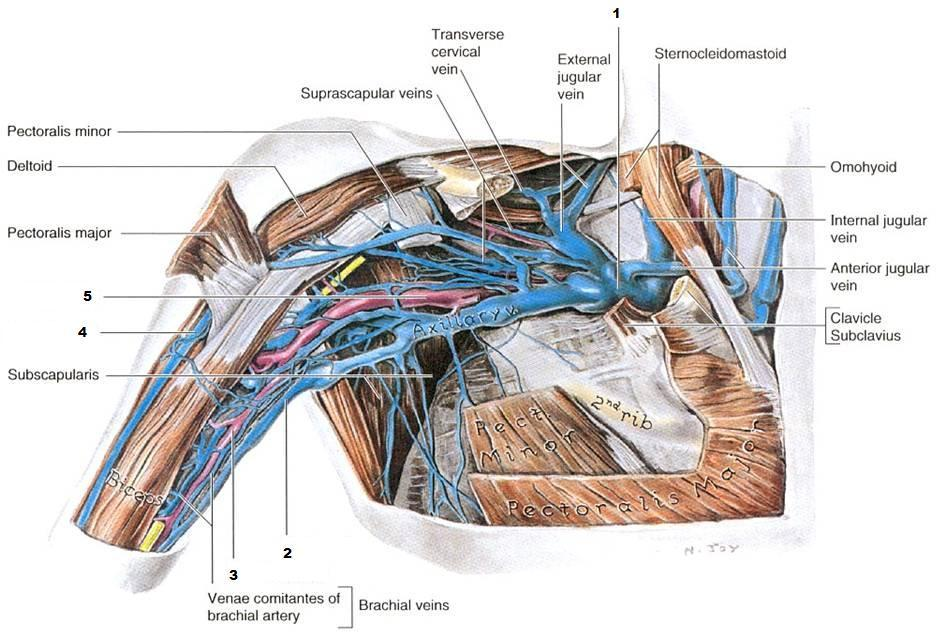 1
Transverse
cervical
vein
External
jugular
vein
Sternocleidomastoid
Suprascapular veins
Pectoralis minor
Deltoid
Omohyoid
Pectoralis major
Internal jugular
vein
Anterior jugular
vein
5
4
Axillary v.
Clavicle
Subclavius
Subscapularis
2nd rib
Pect.
Minor
Pectoralis Major
Biceps
2
3
Venae comitantes of
brachial artery
Brachial veins
N. JOY